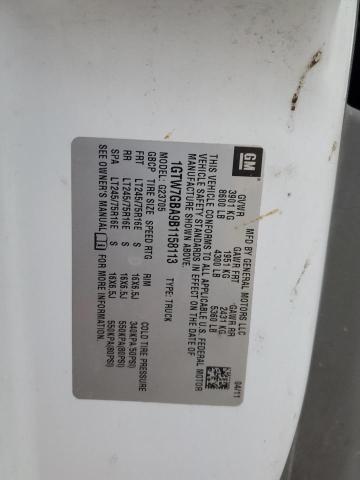 GM
MFD BY GENERAL MOTORS LLC
04/11
GVWR GAWR FRT GAWR RR
3901 KG 1951 KG 2431 KG
8600 LB 4300 LB 5360 LB
THIS VEHICLE CONFORMS TO ALL APPLICABLE U.S. FEDERAL MOTOR
VEHICLE SAFETY STANDARDS IN EFFECT ON THE DATE OF
MANUFACTURE SHOWN ABOVE.
1GTW7GBA9B1158113 TYPE: TRUCK
MODEL: G23705
GBCP TIRE SIZE SPEED RTG RIM COLD TIRE PRESSURE
FRT LT245/75R16E S 16X6.5J 340KPA(50PSI)
RR LT245/75R16E S 16X6.5J 550KPA(80PSI)
SPA LT245/75R16E S 16X6.5J 550KPA(80PSI)
SEE OWNER'S MANUAL FOR MORE INFORMATION.